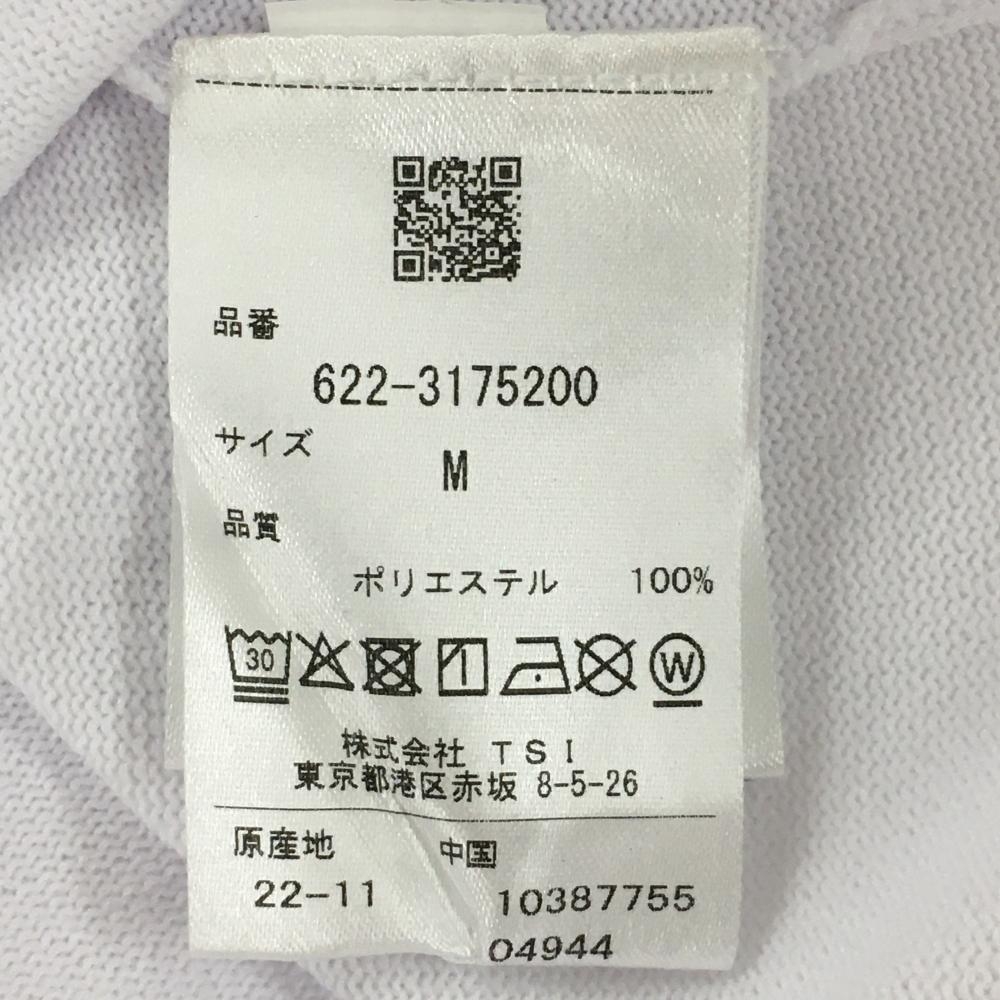 品番
622-3175200
サイズ
M
品質
ポリエステル 100%
30 W
株式会社 TSI
東京都港区赤坂 8-5-26
原産地 中国
22-11 10387755
04944